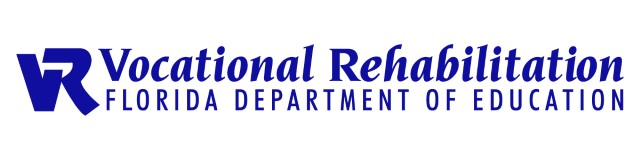 VR Vocational Rehabilitation
FLORIDA DEPARTMENT OF EDUCATION